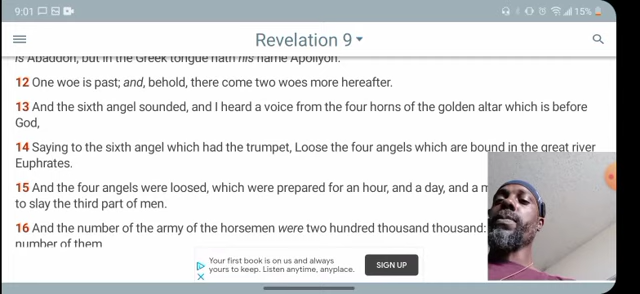 9:01 15%
Revelation 9
is Abaddon, but in the Greek tongue hath his name Apollyon.
12 One woe is past; and, behold, there come two woes more hereafter.
13 And the sixth angel sounded, and I heard a voice from the four horns of the golden altar which is before
God,
14 Saying to the sixth angel which had the trumpet, Loose the four angels which are bound in the great river
Euphrates.
15 And the four angels were loosed, which were prepared for an hour, and a day, and a m
to slay the third part of men.
16 And the number of the army of the horsemen were two hundred thousand thousand:
number of them
Your first book is on us and always
yours to keep. Listen anytime, anyplace.
SIGN UP